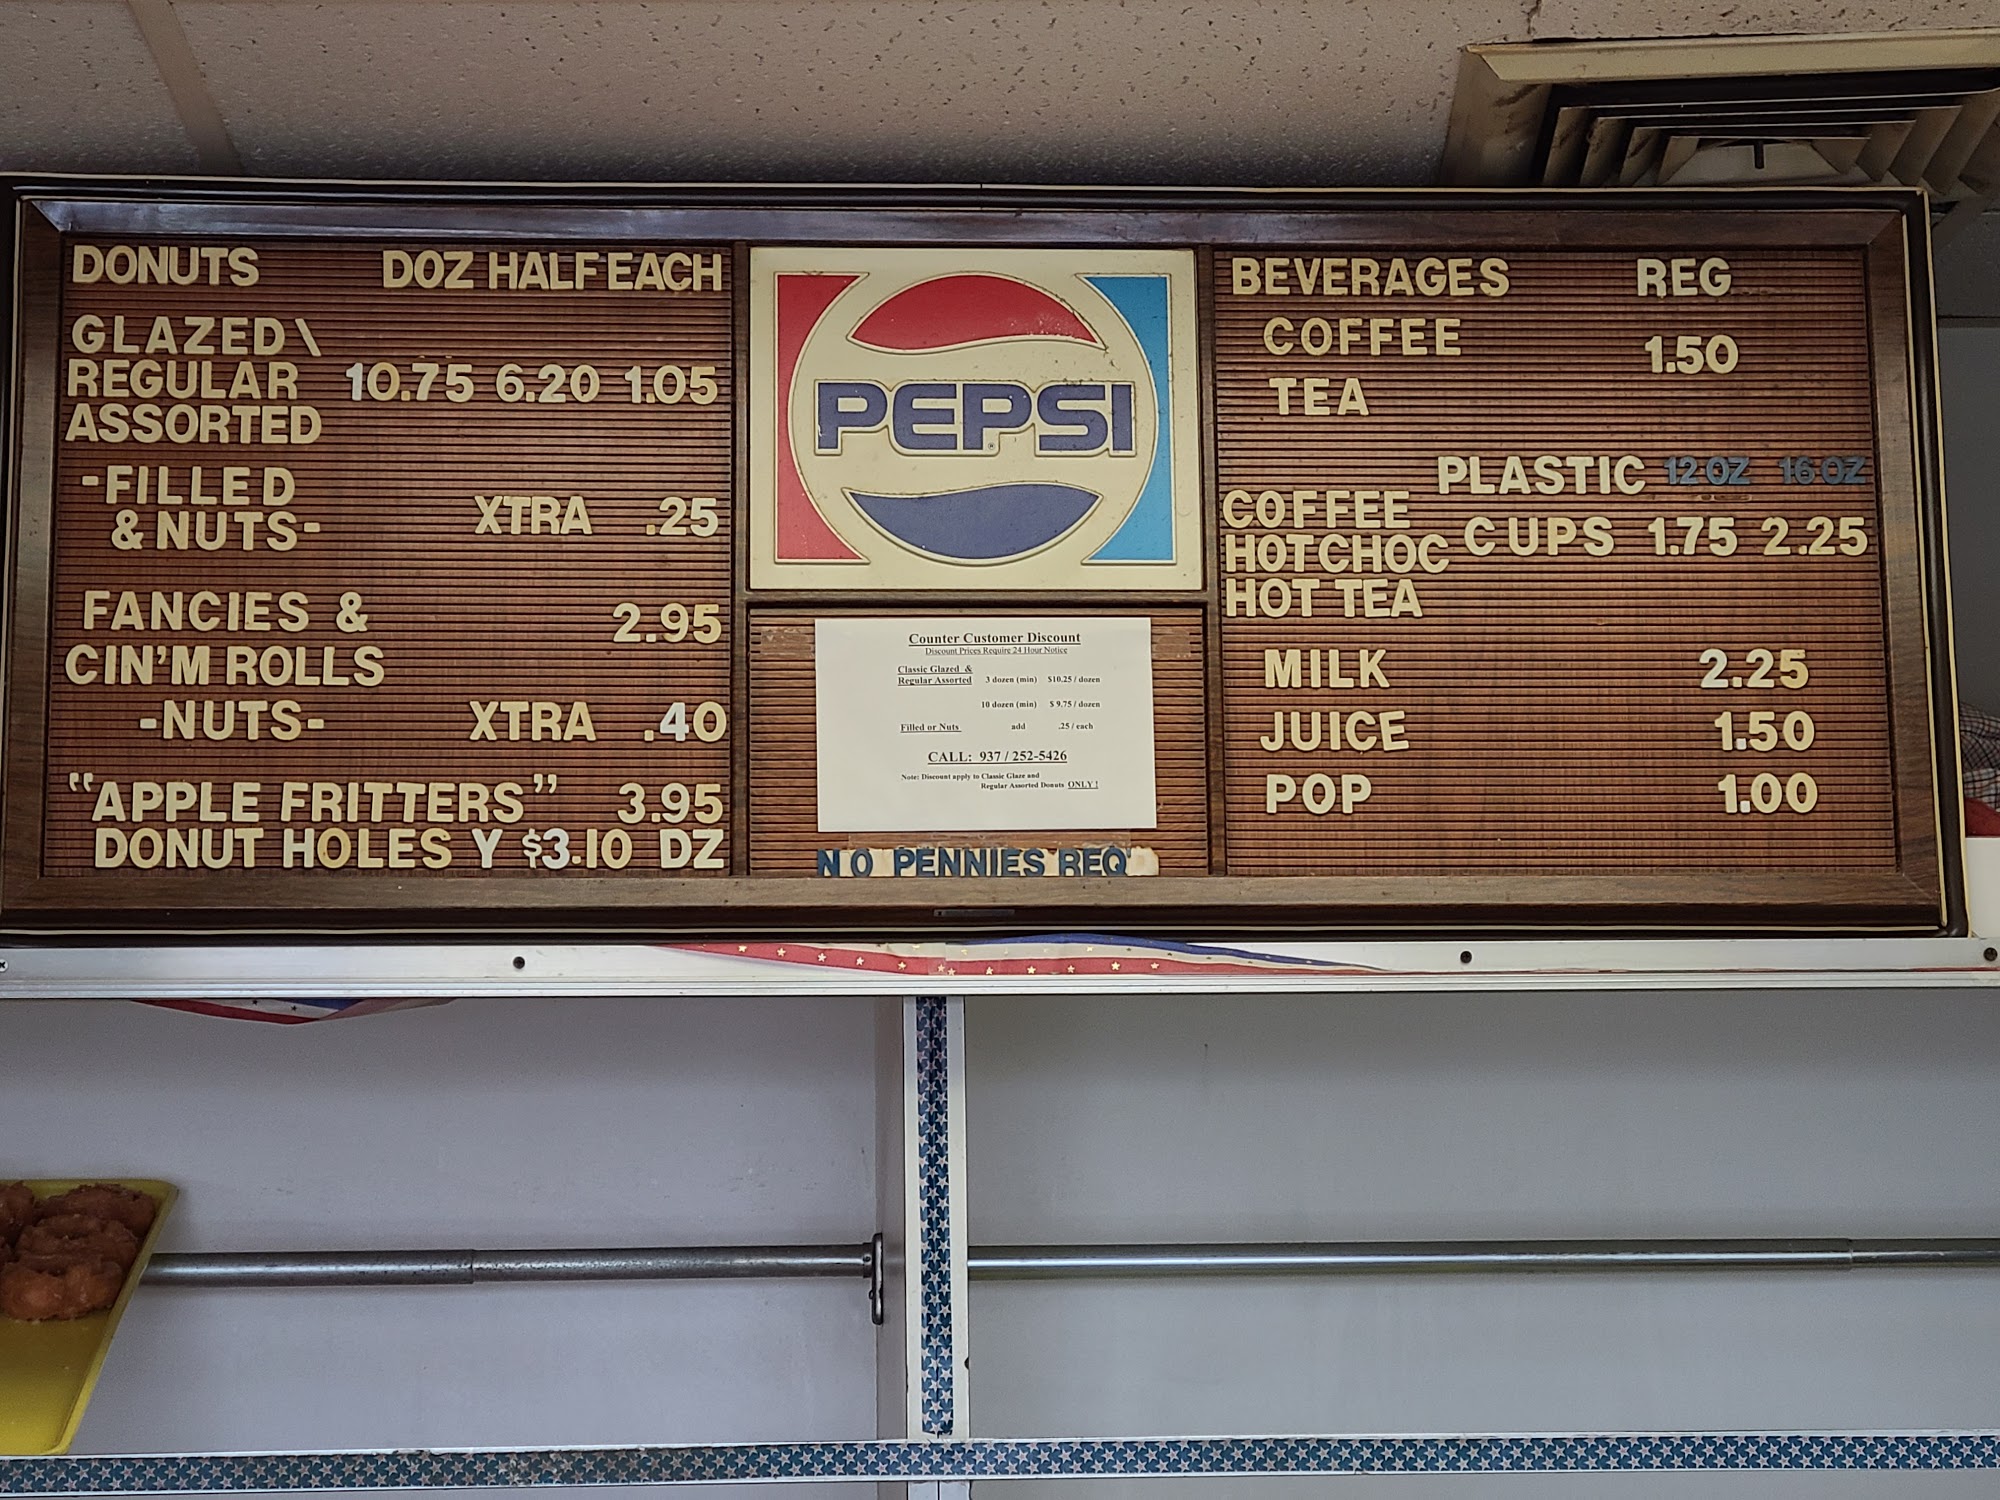 DONUTS DOZ HALF EACH
GLAZED\
REGULAR 10.75 6.20 1.05
ASSORTED
-FILLED
& NUTS- XTRA .25
FANCIES & 2.95
CIN'M ROLLS
-NUTS- XTRA .40
"APPLE FRITTERS" 3.95
DONUT HOLES Y $3.10 DZ
PEPSI
®
Counter Customer Discount
Discount Prices Require 24 Hour Notice
Classic Glazed &
Regular Assorted 3 dozen (min) $10.25 / dozen
10 dozen (min) $ 9.75 / dozen
Filled or Nuts add .25 / each
CALL: 937 / 252-5426
Note: Discount apply to Classic Glaze and
Regular Assorted Donuts ONLY !
NO PENNIES REQ'
BEVERAGES REG
COFFEE 1.50
TEA
PLASTIC 12 OZ 16 OZ
COFFEE
HOT CHOC CUPS 1.75 2.25
HOT TEA
MILK 2.25
JUICE 1.50
POP 1.00